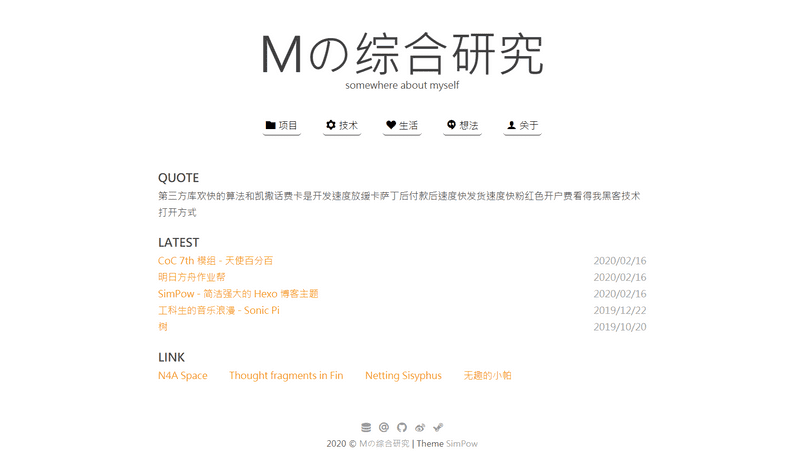 Mの综合研究
somewhere about myself
项目 技术 生活 想法 关于
QUOTE
第三方库欢快的算法和凯搬话费卡是开发速度放缓卡萨丁后付款后速度快发货速度快粉红色开户费看得我黑客技术
打开方式
LATEST
CoC 7th 模组 - 天使百分百 2020/02/16
明日方舟作业帮 2020/02/16
SimPow - 简洁强大的 Hexo 博客主题 2020/02/16
工科生的音乐浪漫 - Sonic Pi 2019/12/22
树 2019/10/20
LINK
N4A Space Thought fragments in Fin Netting Sisyphus 无趣的小帕
2020 © Mの综合研究 | Theme SimPow